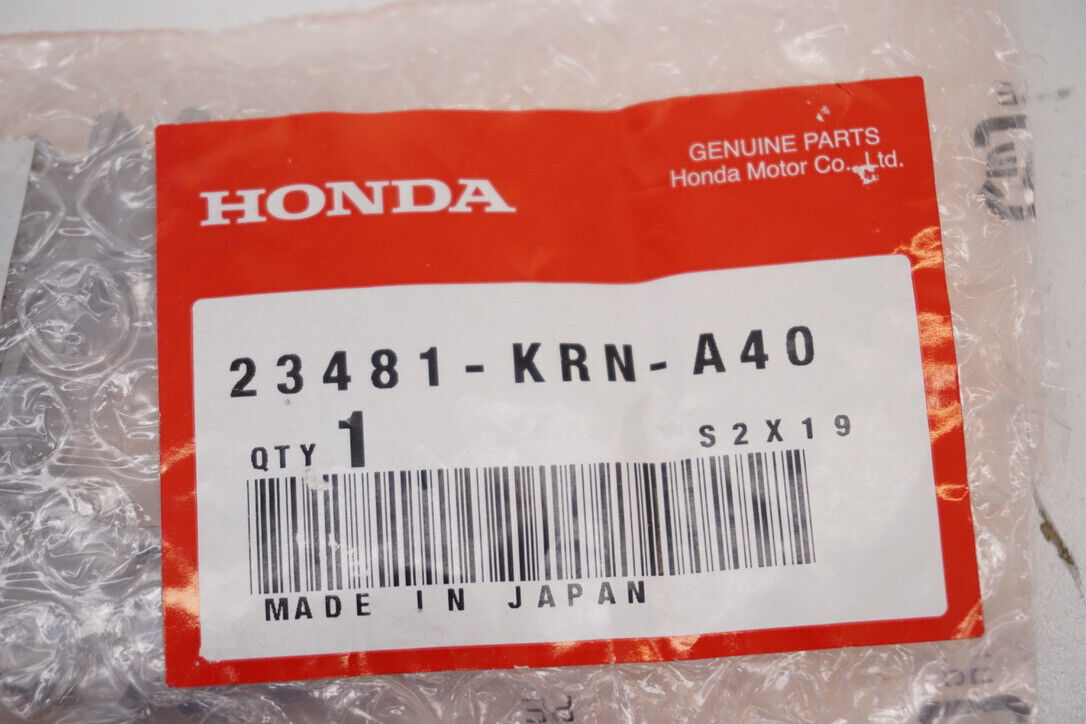 GENUINE PARTS
Honda Motor Co., Ltd.
HONDA
23481-KRN-A40
QTY 1
S2X19
MADE IN JAPAN